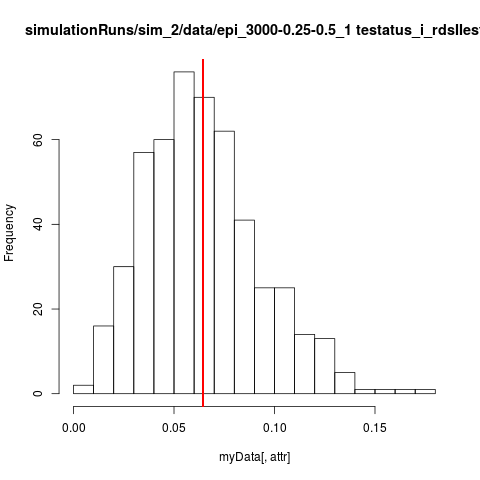 simulationRuns/sim_2/data/epi_3000-0.25-0.5_1 testatus_i_rdsllest
Frequency
60
40
20
0
0.00 0.05 0.10 0.15
myData[, attr]